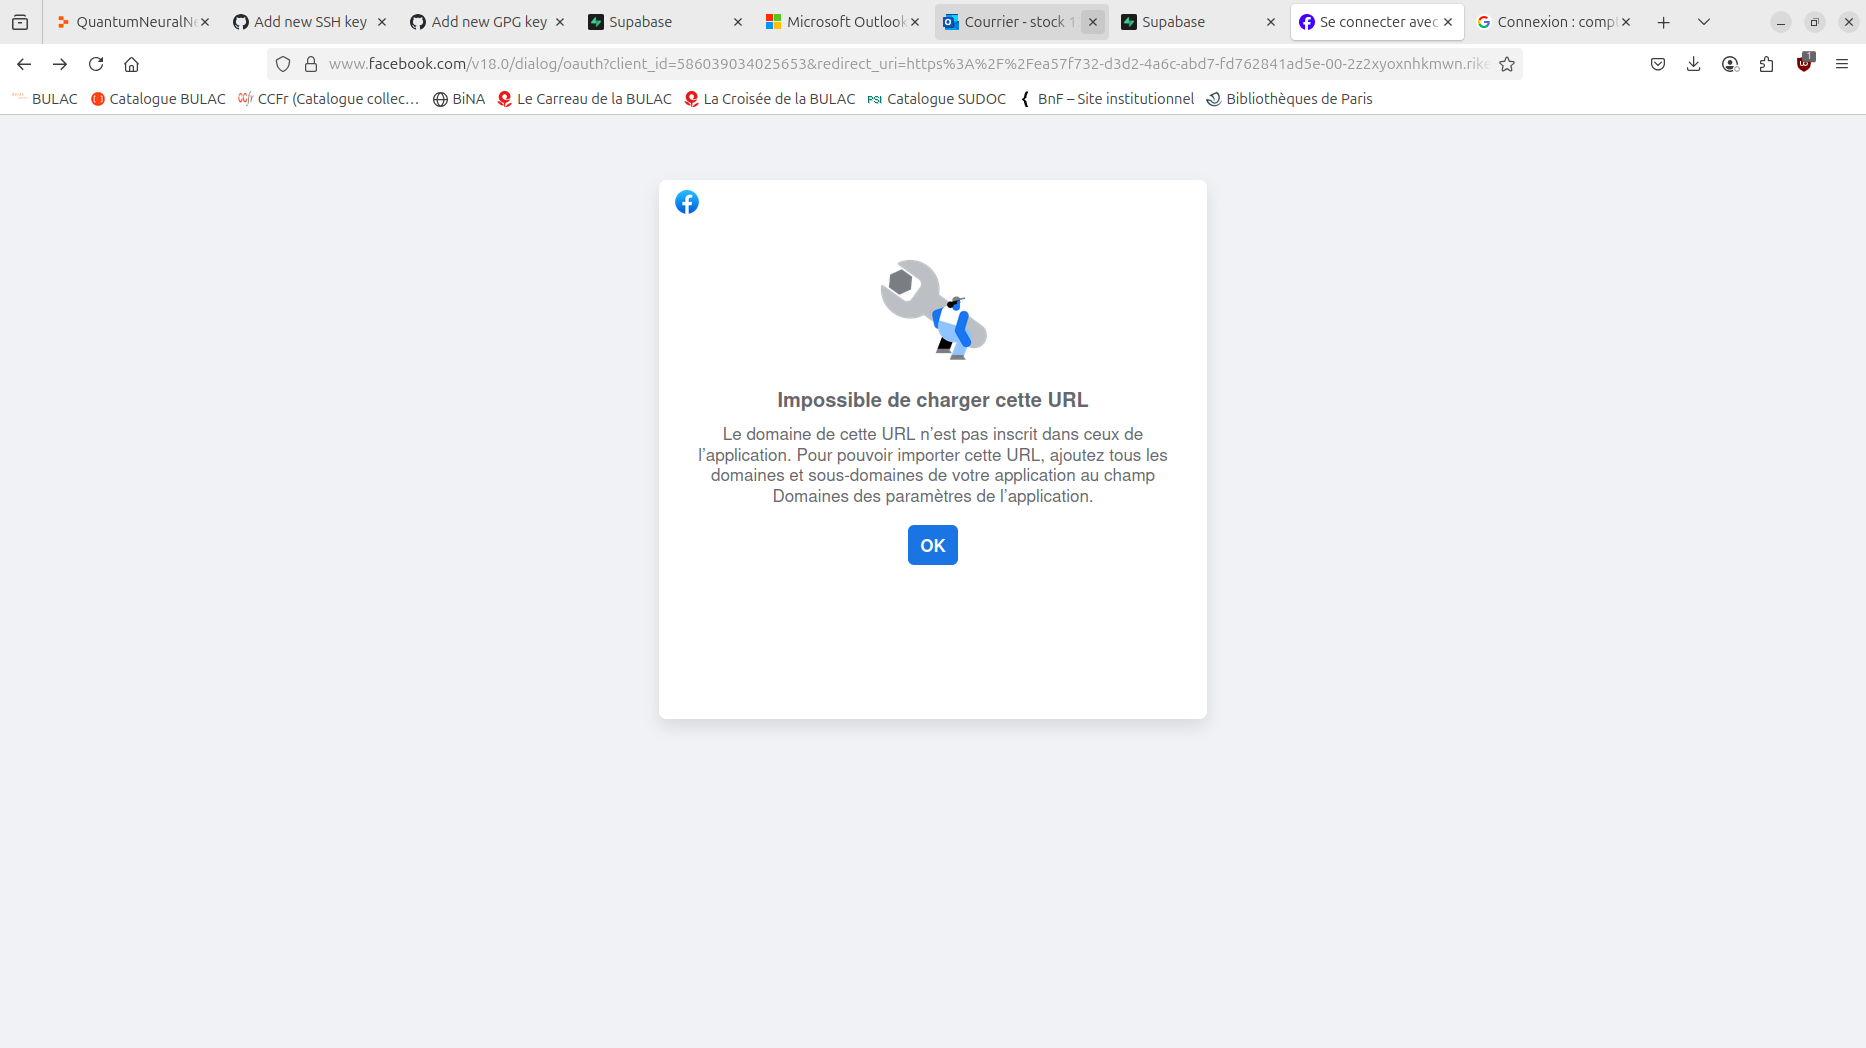 QuantumNeuralNe
Add new SSH key
Add new GPG key
Supabase
Microsoft Outlook
Courrier - stock 1
Supabase
Se connecter avec
Connexion : compt
www.facebook.com/v18.0/dialog/oauth?client_id=586039034025653&redirect_uri=https%3A%2F%2Fea57f732-d3d2-4a6c-abd7-fd762841ad5e-00-2z2xyoxnhkmwn.rike
1
BULAC
Catalogue BULAC
CCFr (Catalogue collec…
BiNA
Le Carreau de la BULAC
La Croisée de la BULAC
PSI Catalogue SUDOC
BnF – Site institutionnel
Bibliothèques de Paris
Impossible de charger cette URL
Le domaine de cette URL n’est pas inscrit dans ceux de
l’application. Pour pouvoir importer cette URL, ajoutez tous les
domaines et sous-domaines de votre application au champ
Domaines des paramètres de l’application.
OK